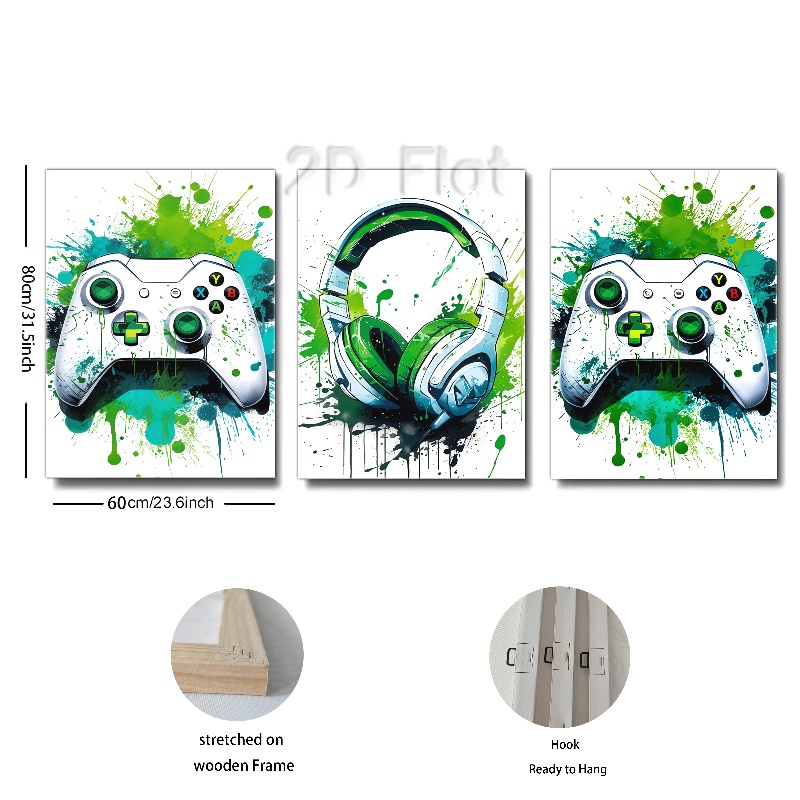 2D Flat
80cm/31.5inch
Y
X B
A
Y
X B
A
60cm/23.6inch
stretched on
wooden Frame
Hook
Ready to Hang